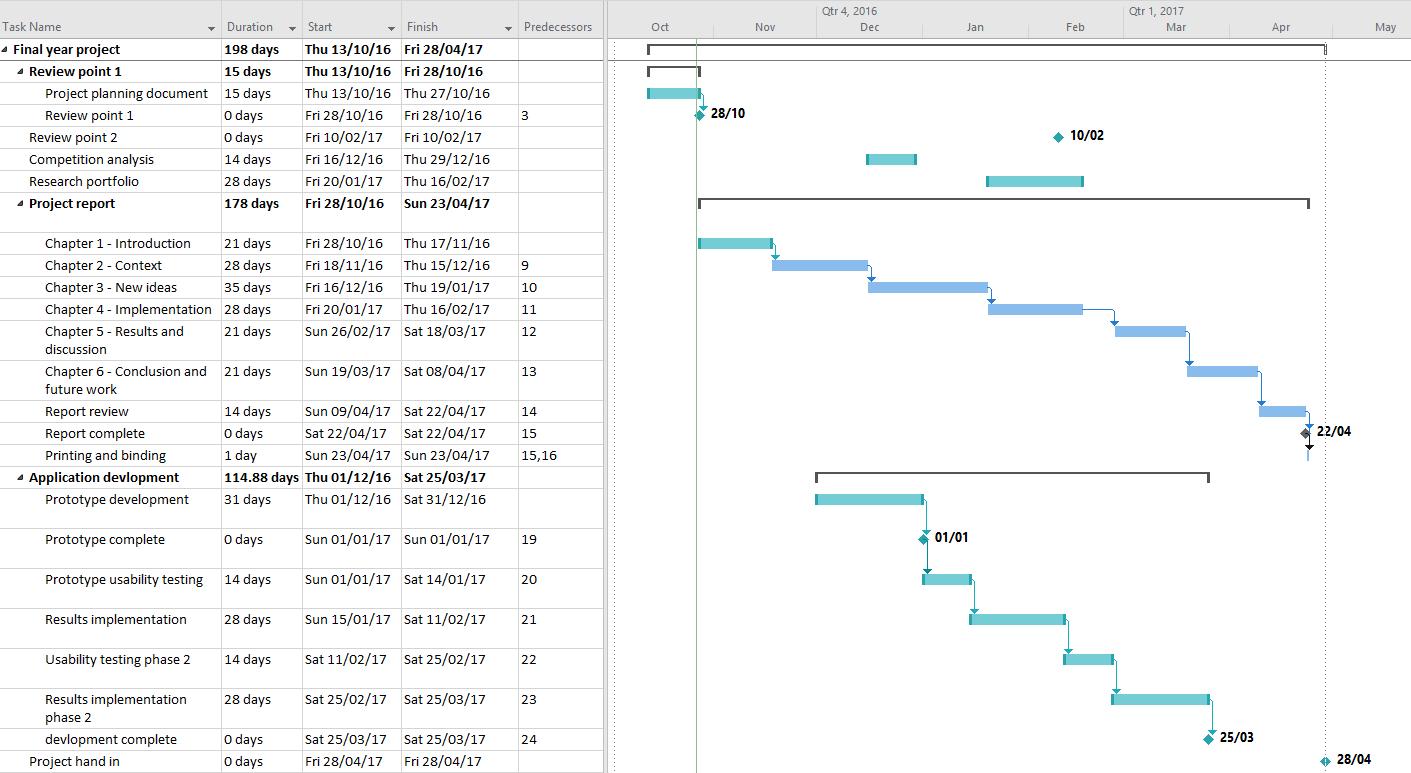 Qtr 4, 2016 Qtr 1, 2017
Task Name Duration Start Finish Predecessors Oct Nov Dec Jan Feb Mar Apr May
Final year project 198 days Thu 13/10/16 Fri 28/04/17
Review point 1 15 days Thu 13/10/16 Fri 28/10/16
Project planning document 15 days Thu 13/10/16 Thu 27/10/16
Review point 1 0 days Fri 28/10/16 Fri 28/10/16 3 28/10
Review point 2 0 days Fri 10/02/17 Fri 10/02/17 10/02
Competition analysis 14 days Fri 16/12/16 Thu 29/12/16
Research portfolio 28 days Fri 20/01/17 Thu 16/02/17
Project report 178 days Fri 28/10/16 Sun 23/04/17
Chapter 1 - Introduction 21 days Fri 28/10/16 Thu 17/11/16
Chapter 2 - Context 28 days Fri 18/11/16 Thu 15/12/16 9
Chapter 3 - New ideas 35 days Fri 16/12/16 Thu 19/01/17 10
Chapter 4 - Implementation 28 days Fri 20/01/17 Thu 16/02/17 11
Chapter 5 - Results and 21 days Sun 26/02/17 Sat 18/03/17 12
discussion
Chapter 6 - Conclusion and 21 days Sun 19/03/17 Sat 08/04/17 13
future work
Report review 14 days Sun 09/04/17 Sat 22/04/17 14
Report complete 0 days Sat 22/04/17 Sat 22/04/17 15 22/04
Printing and binding 1 day Sun 23/04/17 Sun 23/04/17 15,16
Application devlopment 114.88 days Thu 01/12/16 Sat 25/03/17
Prototype development 31 days Thu 01/12/16 Sat 31/12/16
Prototype complete 0 days Sun 01/01/17 Sun 01/01/17 19 01/01
Prototype usability testing 14 days Sun 01/01/17 Sat 14/01/17 20
Results implementation 28 days Sun 15/01/17 Sat 11/02/17 21
Usability testing phase 2 14 days Sat 11/02/17 Sat 25/02/17 22
Results implementation 28 days Sat 25/02/17 Sat 25/03/17 23
phase 2
devlopment complete 0 days Sat 25/03/17 Sat 25/03/17 24 25/03
Project hand in 0 days Fri 28/04/17 Fri 28/04/17 28/04